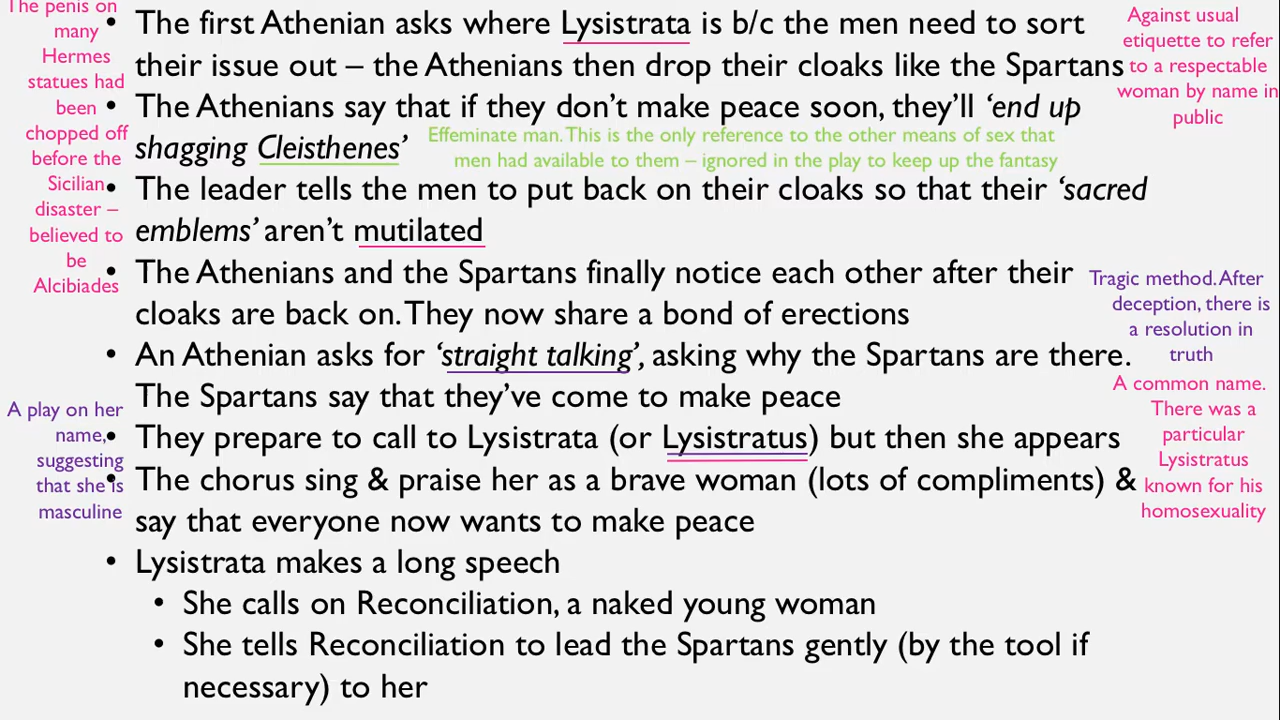 The penis on
many
Hermes
statues had
been
chopped off
before the
Sicilian
disaster –
believed to
be
Alcibiades
• The first Athenian asks where Lysistrata is b/c the men need to sort
their issue out – the Athenians then drop their cloaks like the Spartans
Against usual
etiquette to refer
to a respectable
woman by name in
public
• The Athenians say that if they don't make peace soon, they'll 'end up
shagging Cleisthenes'
Effeminate man. This is the only reference to the other means of sex that
men had available to them – ignored in the play to keep up the fantasy
• The leader tells the men to put back on their cloaks so that their 'sacred
emblems' aren't mutilated
• The Athenians and the Spartans finally notice each other after their
cloaks are back on. They now share a bond of erections
• An Athenian asks for 'straight talking', asking why the Spartans are there.
The Spartans say that they've come to make peace
Tragic method. After
deception, there is
a resolution in
truth
• They prepare to call to Lysistrata (or Lysistratus) but then she appears
A play on her
name,
suggesting
that she is
masculine
A common name.
There was a
particular
Lysistratus
known for his
homosexuality
• The chorus sing & praise her as a brave woman (lots of compliments) &
say that everyone now wants to make peace
• Lysistrata makes a long speech
• She calls on Reconciliation, a naked young woman
• She tells Reconciliation to lead the Spartans gently (by the tool if
necessary) to her